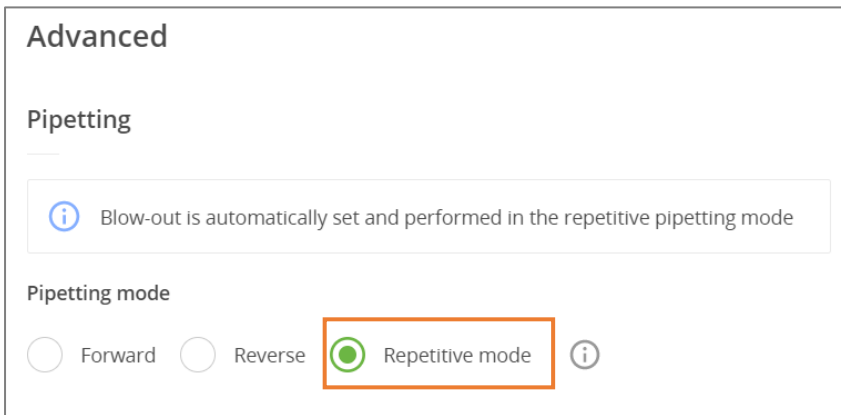 Advanced
Pipetting
Blow-out is automatically set and performed in the repetitive pipetting mode
Pipetting mode
Forward Reverse Repetitive mode